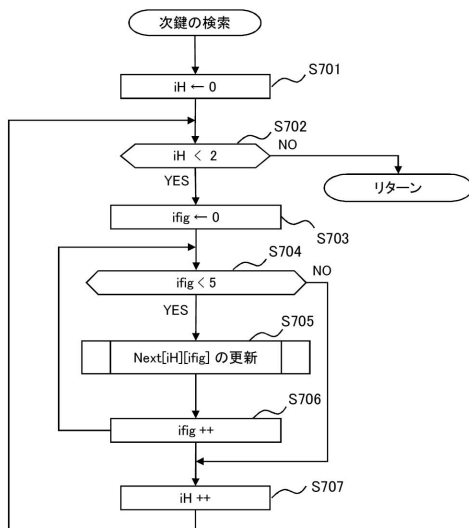 次鍵の検索
S701
iH ← 0
S702
iH < 2
NO
YES
リターン
ifig ← 0
S703
S704
ifig < 5
NO
YES
S705
Next[iH][ifig] の更新
S706
ifig ++
S707
iH ++